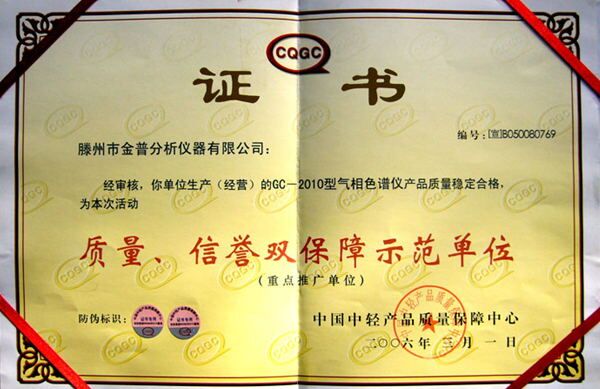 CQGC
证书
编号:[宣]B050080769
滕州市金普分析仪器有限公司:
经审核,你单位生产(经营)的GC-2010型气相色谱仪产品质量稳定合格,
为本次活动
质量、信誉双保障示范单位
(重点推广单位)
防伪标识:
中国中轻产品质量保障中心
二〇〇六年三月一日